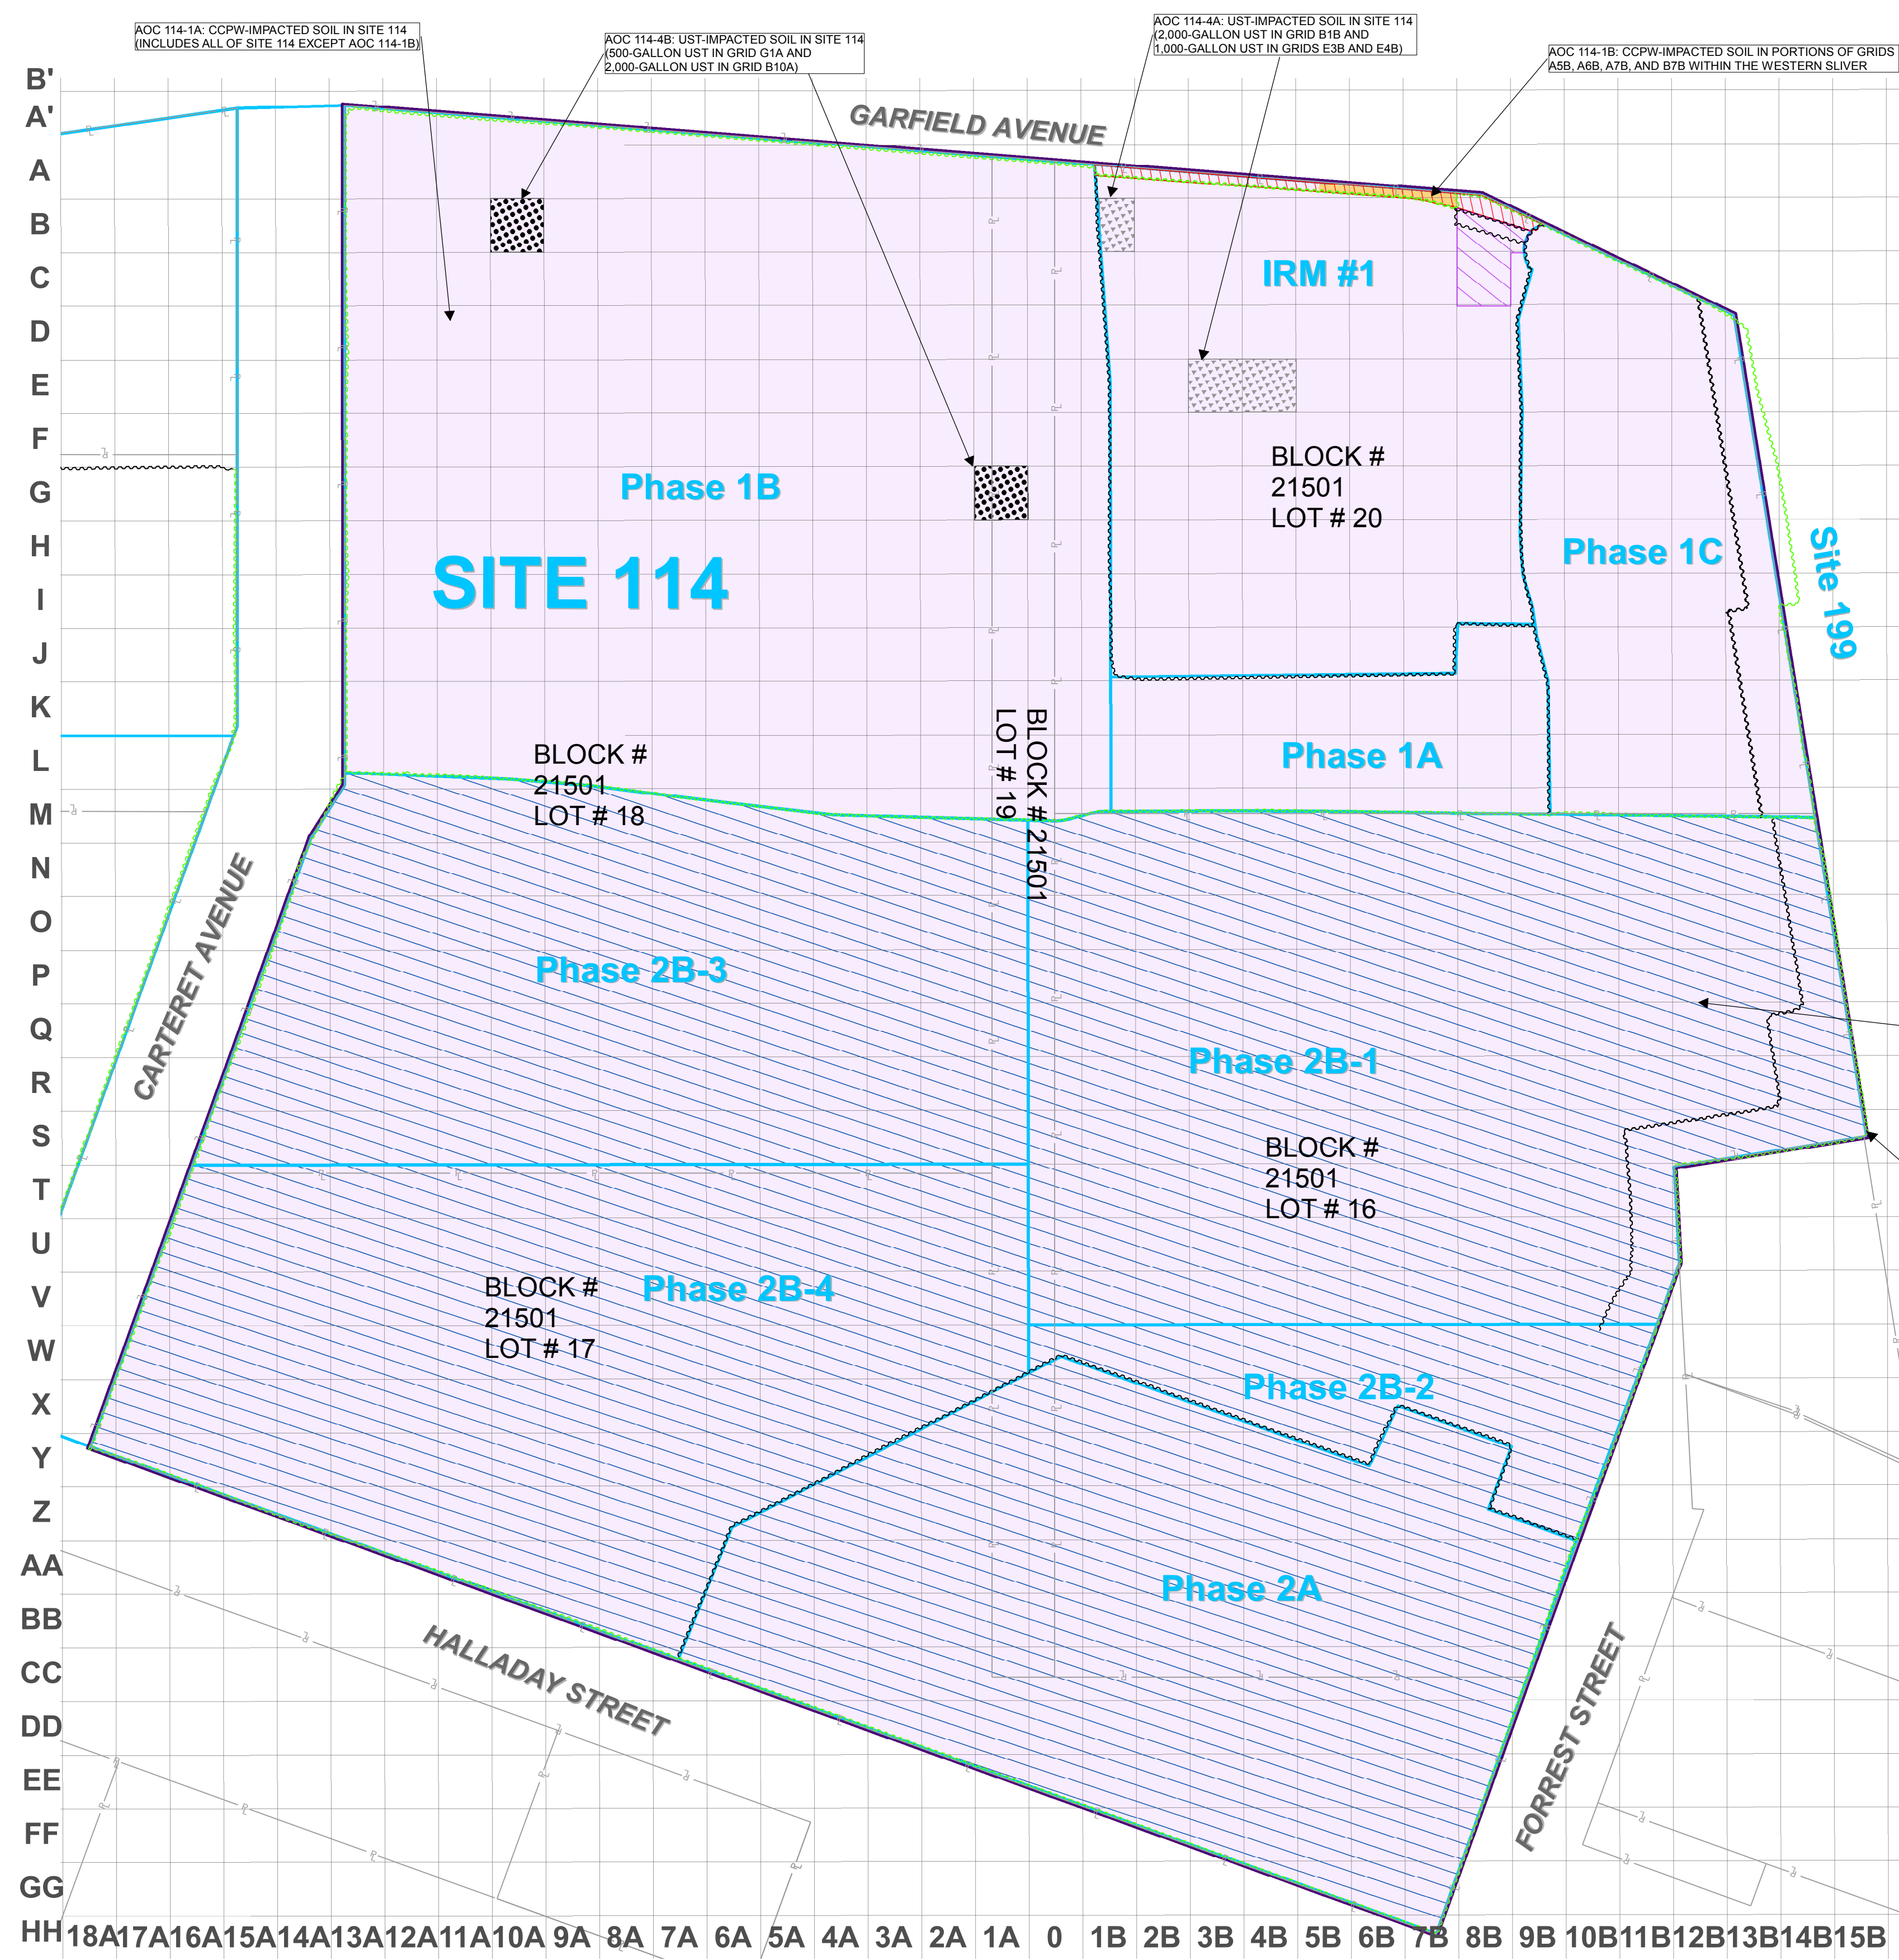 AOC 114-1A: CCPW-IMPACTED SOIL IN SITE 114
(INCLUDES ALL OF SITE 114 EXCEPT AOC 114-1B)
AOC 114-4B: UST-IMPACTED SOIL IN SITE 114
(500-GALLON UST IN GRID G1A AND
2,000-GALLON UST IN GRID B10A)
AOC 114-4A: UST-IMPACTED SOIL IN SITE 114
(2,000-GALLON UST IN GRID B1B AND
1,000-GALLON UST IN GRIDS E3B AND E4B)
AOC 114-1B: CCPW-IMPACTED SOIL IN PORTIONS OF GRIDS
A5B, A6B, A7B, AND B7B WITHIN THE WESTERN SLIVER
B'
A'
A
B
C
D
E
F
G
H
I
J
K
L
M
N
O
P
Q
R
S
T
U
V
W
X
Y
Z
AA
BB
CC
DD
EE
FF
GG
HH
GARFIELD AVENUE
IRM #1
BLOCK #
21501
LOT # 20
Phase 1B
SITE 114
Phase 1C
Site 199
Phase 1A
BLOCK #
21501
LOT # 18
BLOCK # 21501
LOT # 19
CARTERET AVENUE
Phase 2B-3
Phase 2B-1
BLOCK #
21501
LOT # 16
Phase 2B-4
BLOCK #
21501
LOT # 17
Phase 2B-2
Phase 2A
HALLADAY STREET
FORREST STREET
18A 17A 16A 15A 14A 13A 12A 11A 10A 9A 8A 7A 6A 5A 4A 3A 2A 1A 0 1B 2B 3B 4B 5B 6B 7B 8B 9B 10B 11B 12B 13B 14B 15B